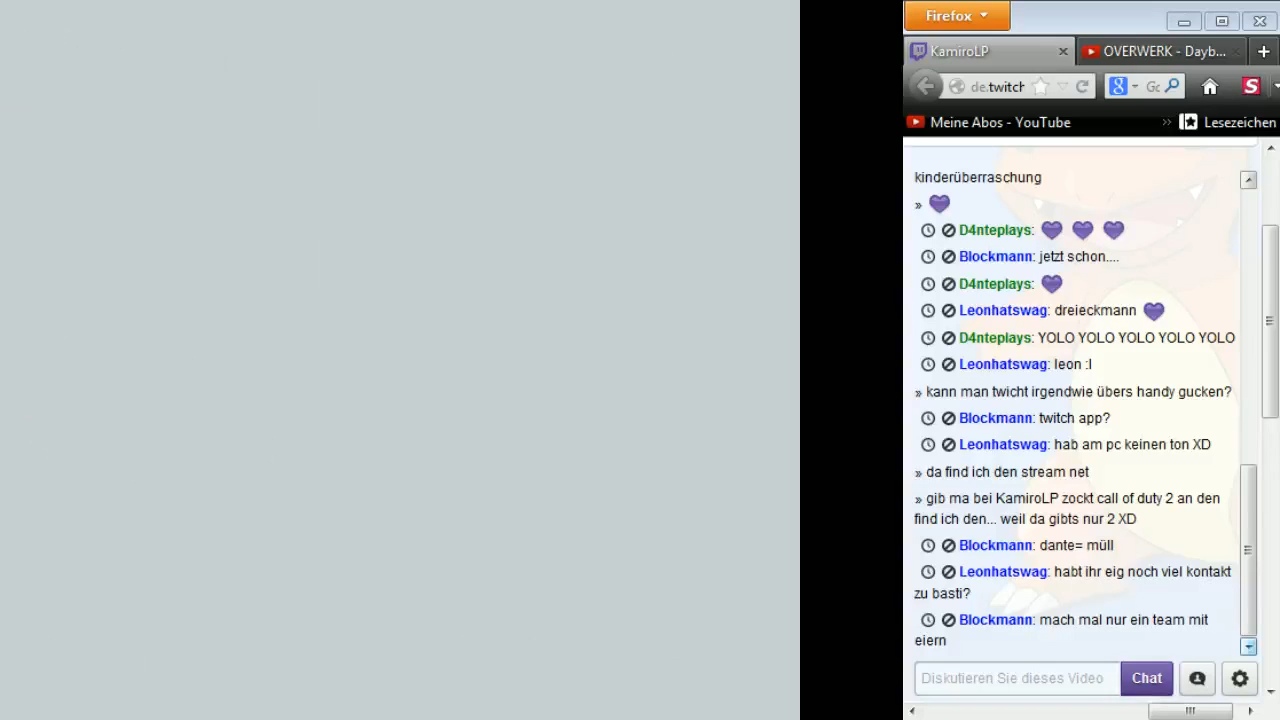 Firefox
KamiroLP
OVERWERK - Dayb...
de.twitch
Meine Abos - YouTube
Lesezeichen
kinderüberraschung
»
D4nteplays:
Blockmann: jetzt schon....
D4nteplays:
Leonhatswag: dreieckmann
D4nteplays: YOLO YOLO YOLO YOLO YOLO
Leonhatswag: leon :l
» kann man twicht irgendwie übers handy gucken?
Blockmann: twitch app?
Leonhatswag: hab am pc keinen ton XD
» da find ich den stream net
» gib ma bei KamiroLP zockt call of duty 2 an den
find ich den... weil da gibts nur 2 XD
Blockmann: dante= müll
Leonhatswag: habt ihr eig noch viel kontakt
zu basti?
Blockmann: mach mal nur ein team mit
eiern
Diskutieren Sie dieses Video
Chat